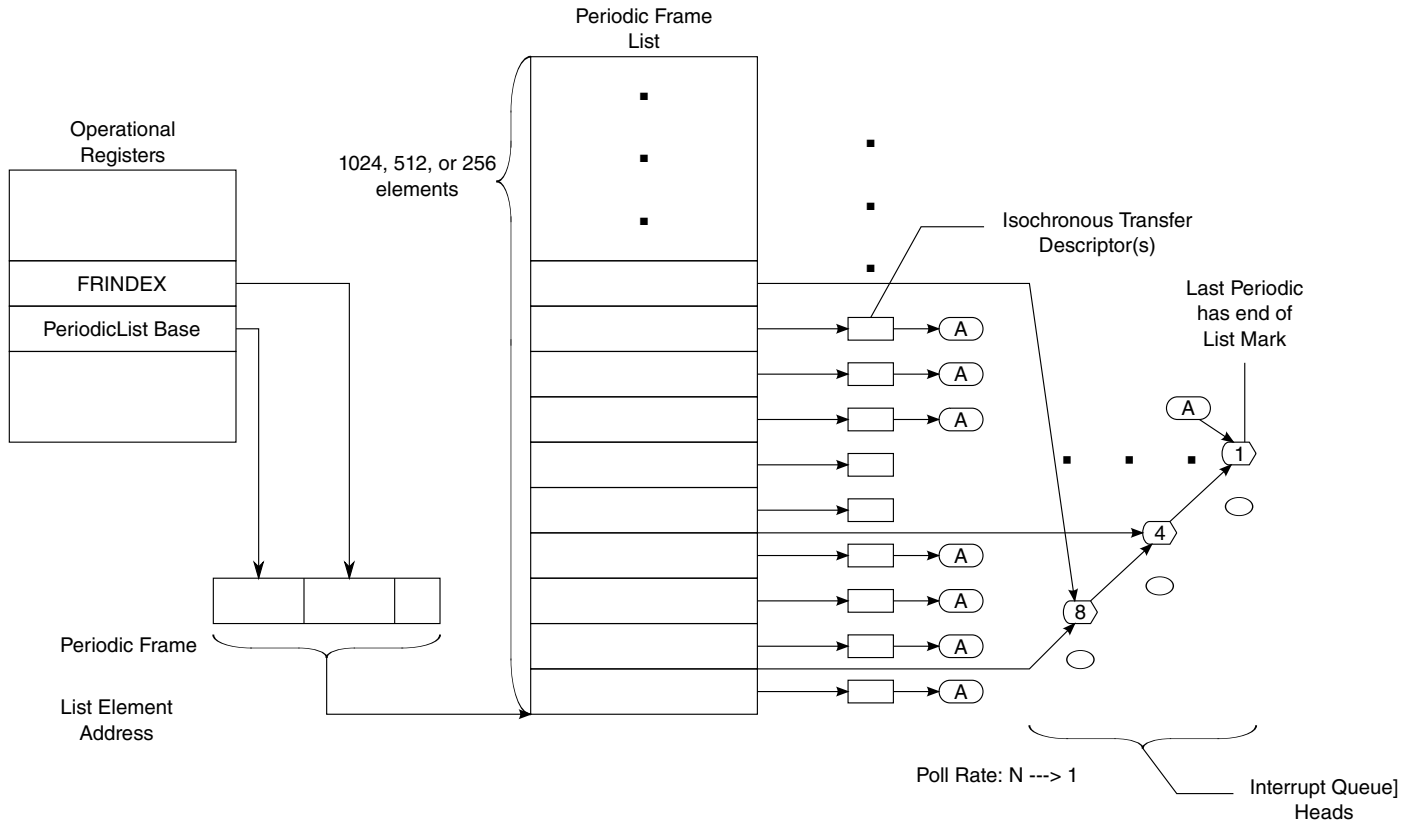 Periodic Frame
List
Operational
Registers
1024, 512, or 256
elements
Isochronous Transfer
Descriptor(s)
FRINDEX
Last Periodic
has end of
List Mark
PeriodicList Base
A
A
A
A
1
4
A
A
8
A
A
Periodic Frame
List Element
Address
Poll Rate: N ---> 1
Interrupt Queue]
Heads